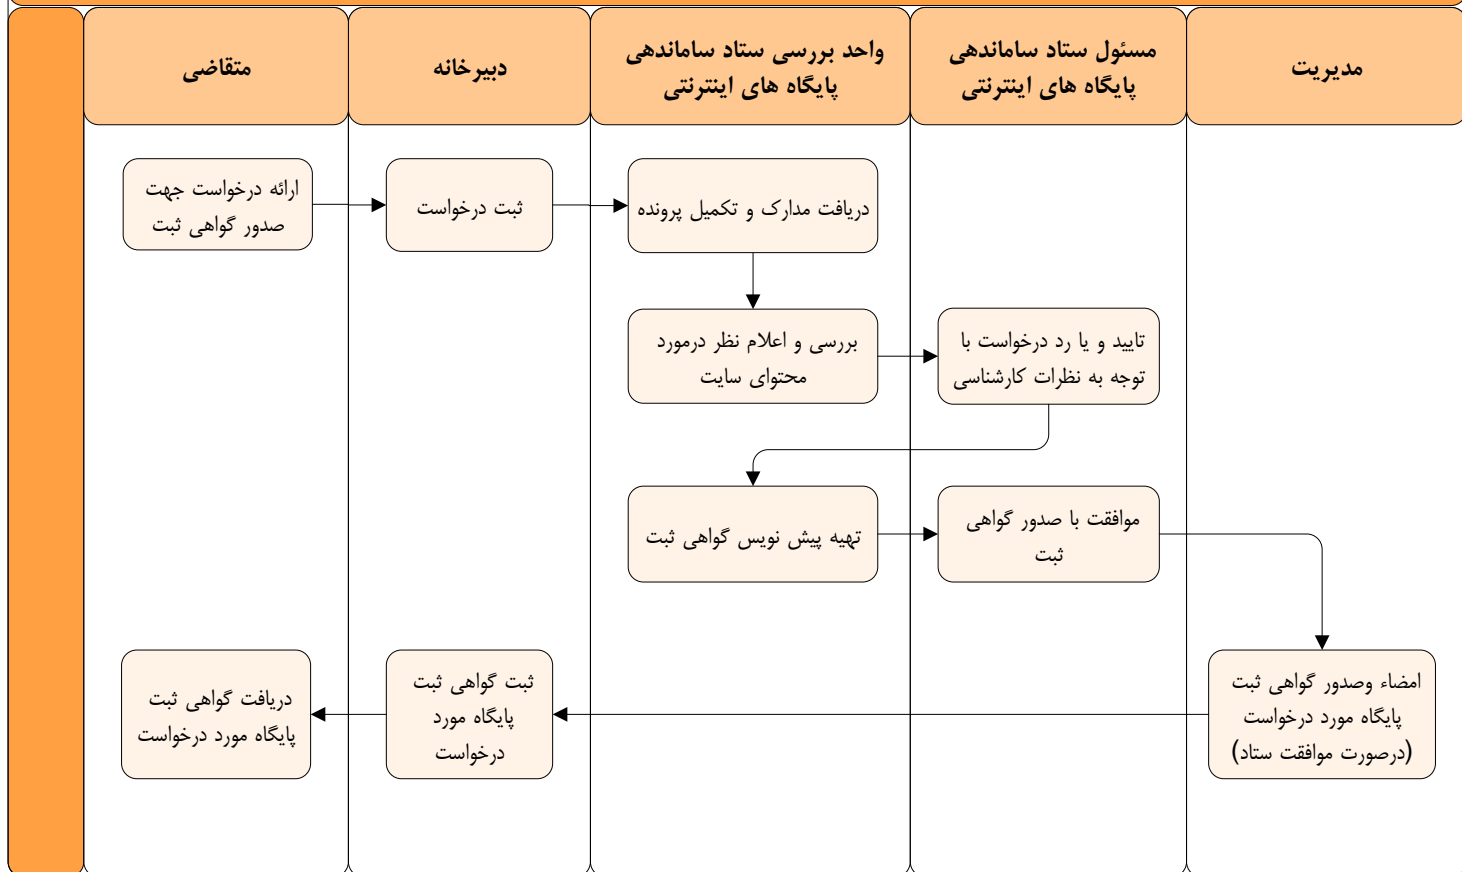 متقاضی
دبیرخانه
واحد بررسی ستاد ساماندهی
پایگاه های اینترنتی
مسئول ستاد ساماندهی
پایگاه های اینترنتی
مدیریت
ارائه درخواست جهت
صدور گواهی ثبت
ثبت درخواست
دریافت مدارک و تکمیل پرونده
بررسی و اعلام نظر درمورد
محتوای سایت
تایید و یا رد درخواست با
توجه به نظرات کارشناسی
تهیه پیش نویس گواهی ثبت
موافقت با صدور گواهی
ثبت
امضاء وصدور گواهی ثبت
پایگاه مورد درخواست
(درصورت موافقت ستاد)
ثبت گواهی ثبت
پایگاه مورد
درخواست
دریافت گواهی ثبت
پایگاه مورد درخواست